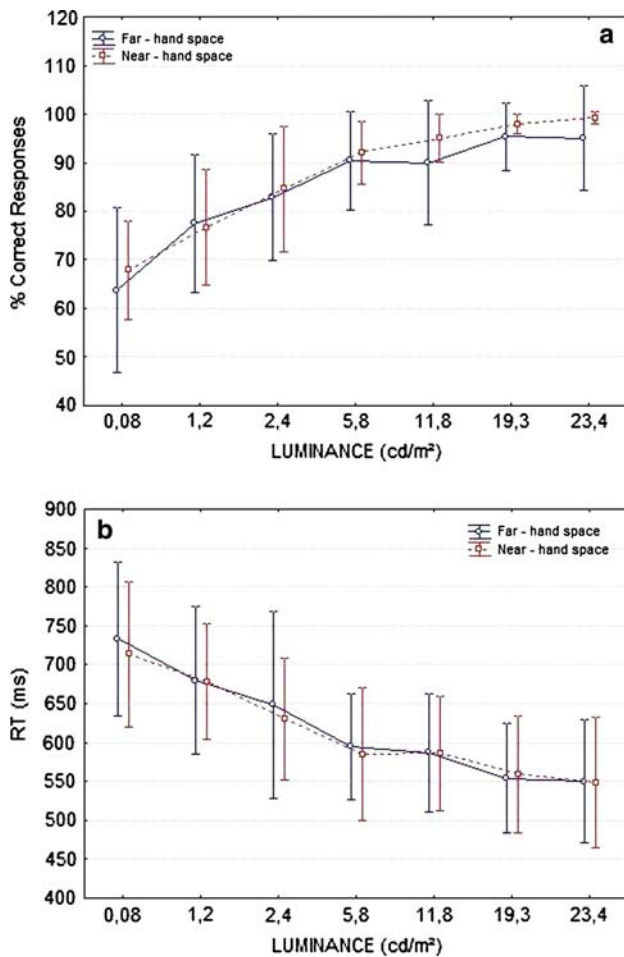 120
a
Far - hand space
Near - hand space
110
100
90
80
70
60
50
40
% Correct Responses
0,08 1,2 2,4 5,8 11,8 19,3 23,4
LUMINANCE (cd/m²)
900
b
Far - hand space
Near - hand space
850
800
750
700
650
600
550
500
450
400
RT (ms)
0,08 1,2 2,4 5,8 11,8 19,3 23,4
LUMINANCE (cd/m²)